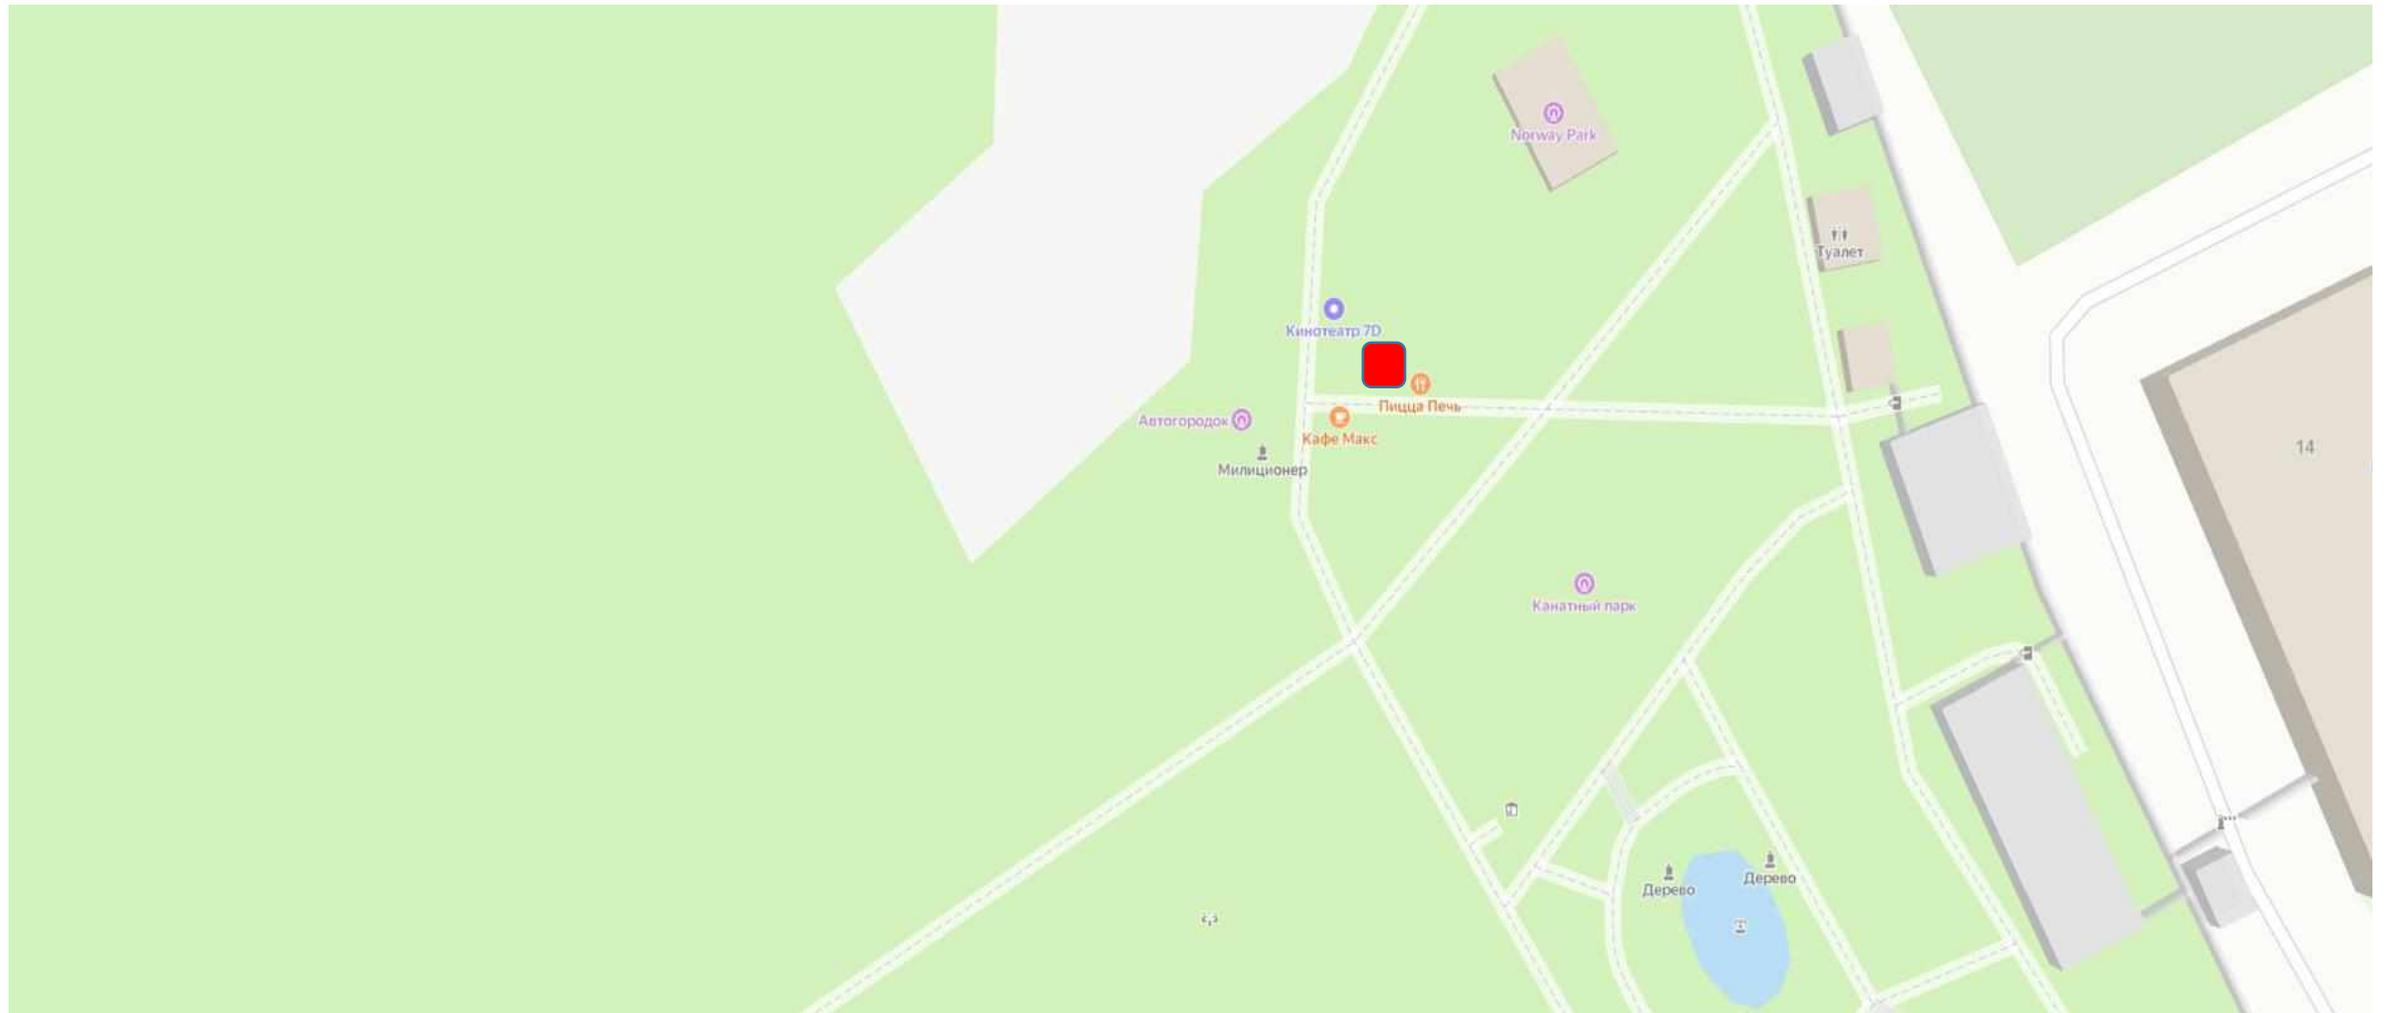 Norway Park
Туалет
Кинотеатр 7D
Пицца Печь
Автогородок
Кафе Макс
Милиционер
14
Канатный парк
Дерево
Дерево